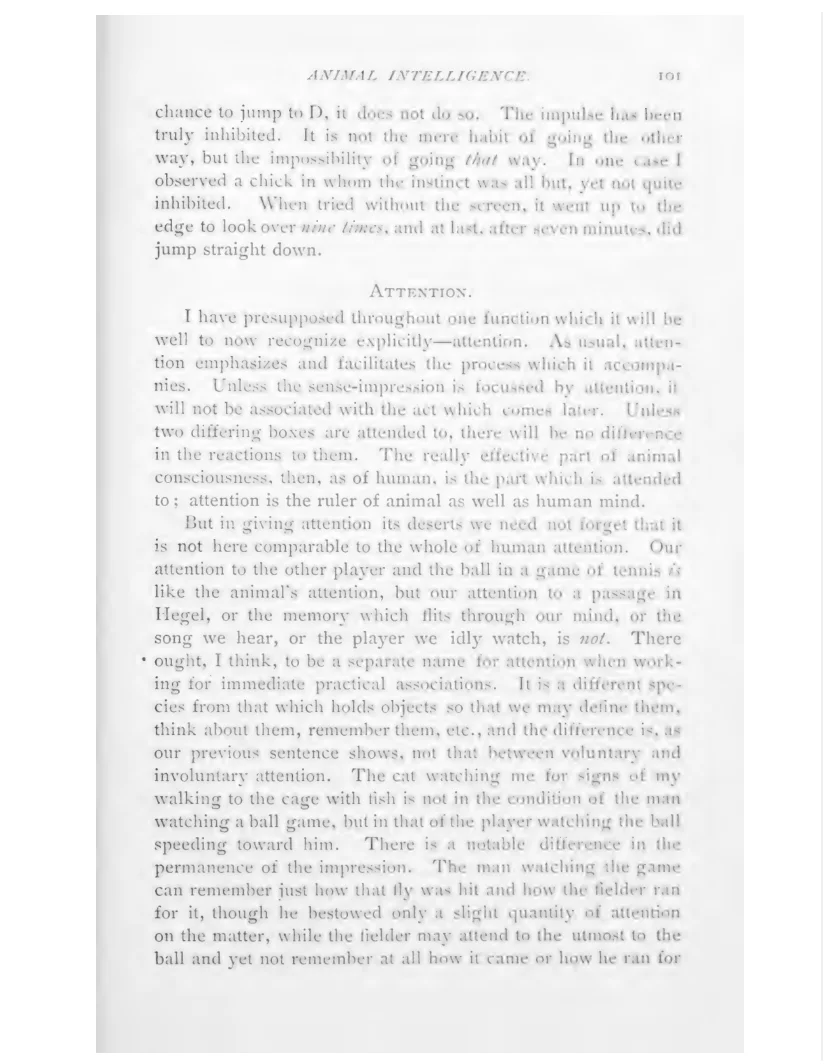 ANIMAL INTELLIGENCE. 101
chance to jump to D, it does not do so. The impulse has been
truly inhibited. It is not the mere habit of going the other
way, but the impossibility of going that way. In one case I
observed a chick in whom the instinct was all but, yet not quite
inhibited. When tried without the screen, it went up to the
edge to look over nine times, and at last, after seven minutes, did
jump straight down.
ATTENTION.
I have presupposed throughout one function which it will be
well to now recognize explicitly—attention. As usual, atten-
tion emphasizes and facilitates the process which it accompa-
nies. Unless the sense-impression is focussed by attention, it
will not be associated with the act which comes later. Unless
two differing boxes are attended to, there will be no difference
in the reactions to them. The really effective part of animal
consciousness, then, as of human, is the part which is attended
to; attention is the ruler of animal as well as human mind.
But in giving attention its deserts we need not forget that it
is not here comparable to the whole of human attention. Our
attention to the other player and the ball in a game of tennis is
like the animal's attention, but our attention to a passage in
Hegel, or the memory which flits through our mind, or the
song we hear, or the player we idly watch, is not. There
ought, I think, to be a separate name for attention when work-
ing for immediate practical associations. It is a different spe-
cies from that which holds objects so that we may define them,
think about them, remember them, etc., and the difference is, as
our previous sentence shows, not that between voluntary and
involuntary attention. The cat watching me for signs of my
walking to the cage with fish is not in the condition of the man
watching a ball game, but in that of the player watching the ball
speeding toward him. There is a notable difference in the
permanence of the impression. The man watching the game
can remember just how that fly was hit and how the fielder ran
for it, though he bestowed only a slight quantity of attention
on the matter, while the fielder may attend to the utmost to the
ball and yet not remember at all how it came or how he ran for